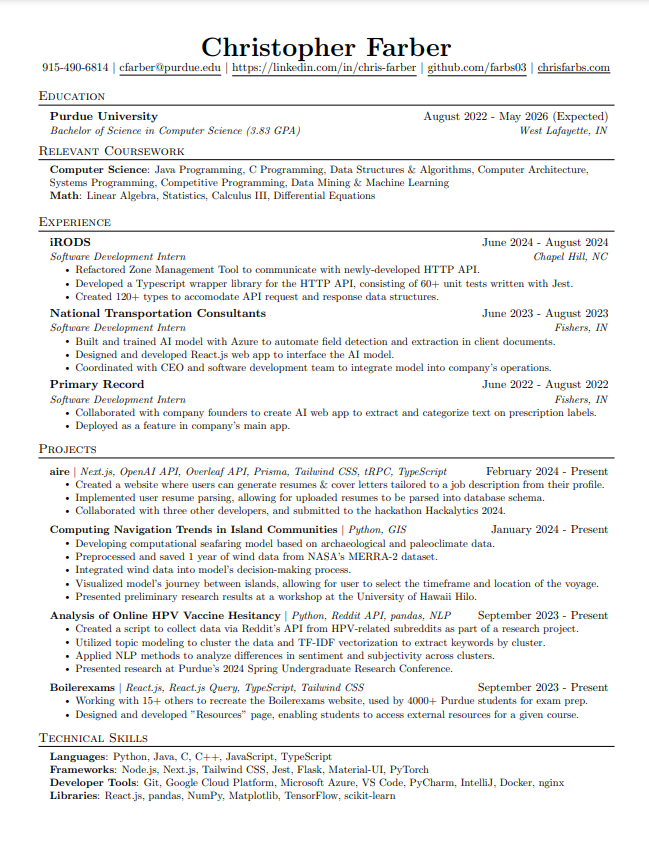 Christopher Farber
915-490-6814 | cfarber@purdue.edu | https://linkedin.com/in/chris-farber | github.com/farbs03 | chrisfarbs.com
Education
Purdue University August 2022 - May 2026 (Expected)
Bachelor of Science in Computer Science (3.83 GPA) West Lafayette, IN
Relevant Coursework
Computer Science: Java Programming, C Programming, Data Structures & Algorithms, Computer Architecture,
Systems Programming, Competitive Programming, Data Mining & Machine Learning
Math: Linear Algebra, Statistics, Calculus III, Differential Equations
Experience
iRODS June 2024 - August 2024
Software Development Intern Chapel Hill, NC
• Refactored Zone Management Tool to communicate with newly-developed HTTP API.
• Developed a Typescript wrapper library for the HTTP API, consisting of 60+ unit tests written with Jest.
• Created 120+ types to accomodate API request and response data structures.
National Transportation Consultants June 2023 - August 2023
Software Development Intern Fishers, IN
• Built and trained AI model with Azure to automate field detection and extraction in client documents.
• Designed and developed React.js web app to interface the AI model.
• Coordinated with CEO and software development team to integrate model into company's operations.
Primary Record June 2022 - August 2022
Software Development Intern Fishers, IN
• Collaborated with company founders to create AI web app to extract and categorize text on prescription labels.
• Deployed as a feature in company's main app.
Projects
aire | Next.js, OpenAI API, Overleaf API, Prisma, Tailwind CSS, tRPC, TypeScript February 2024 - Present
• Created a website where users can generate resumes & cover letters tailored to a job description from their profile.
• Implemented user resume parsing, allowing for uploaded resumes to be parsed into database schema.
• Collaborated with three other developers, and submitted to the hackathon Hackalytics 2024.
Computing Navigation Trends in Island Communities | Python, GIS January 2024 - Present
• Developing computational seafaring model based on archaeological and paleoclimate data.
• Preprocessed and saved 1 year of wind data from NASA's MERRA-2 dataset.
• Integrated wind data into model's decision-making process.
• Visualized model's journey between islands, allowing for user to select the timeframe and location of the voyage.
• Presented preliminary research results at a workshop at the University of Hawaii Hilo.
Analysis of Online HPV Vaccine Hesitancy | Python, Reddit API, pandas, NLP September 2023 - Present
• Created a script to collect data via Reddit's API from HPV-related subreddits as part of a research project.
• Utilized topic modeling to cluster the data and TF-IDF vectorization to extract keywords by cluster.
• Applied NLP methods to analyze differences in sentiment and subjectivity across clusters.
• Presented research at Purdue's 2024 Spring Undergraduate Research Conference.
Boilerexams | React.js, React.js Query, TypeScript, Tailwind CSS September 2023 - Present
• Working with 15+ others to recreate the Boilerexams website, used by 4000+ Purdue students for exam prep.
• Designed and developed "Resources" page, enabling students to access external resources for a given course.
Technical Skills
Languages: Python, Java, C, C++, JavaScript, TypeScript
Frameworks: Node.js, Next.js, Tailwind CSS, Jest, Flask, Material-UI, PyTorch
Developer Tools: Git, Google Cloud Platform, Microsoft Azure, VS Code, PyCharm, IntelliJ, Docker, nginx
Libraries: React.js, pandas, NumPy, Matplotlib, TensorFlow, scikit-learn